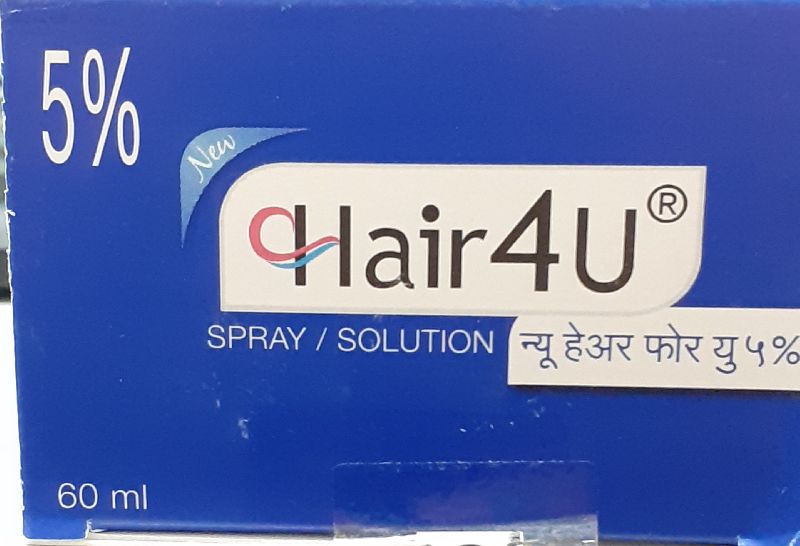 5%
New
Hair4U®
SPRAY / SOLUTION
न्यू हेअर फोर यु ५%
60 ml